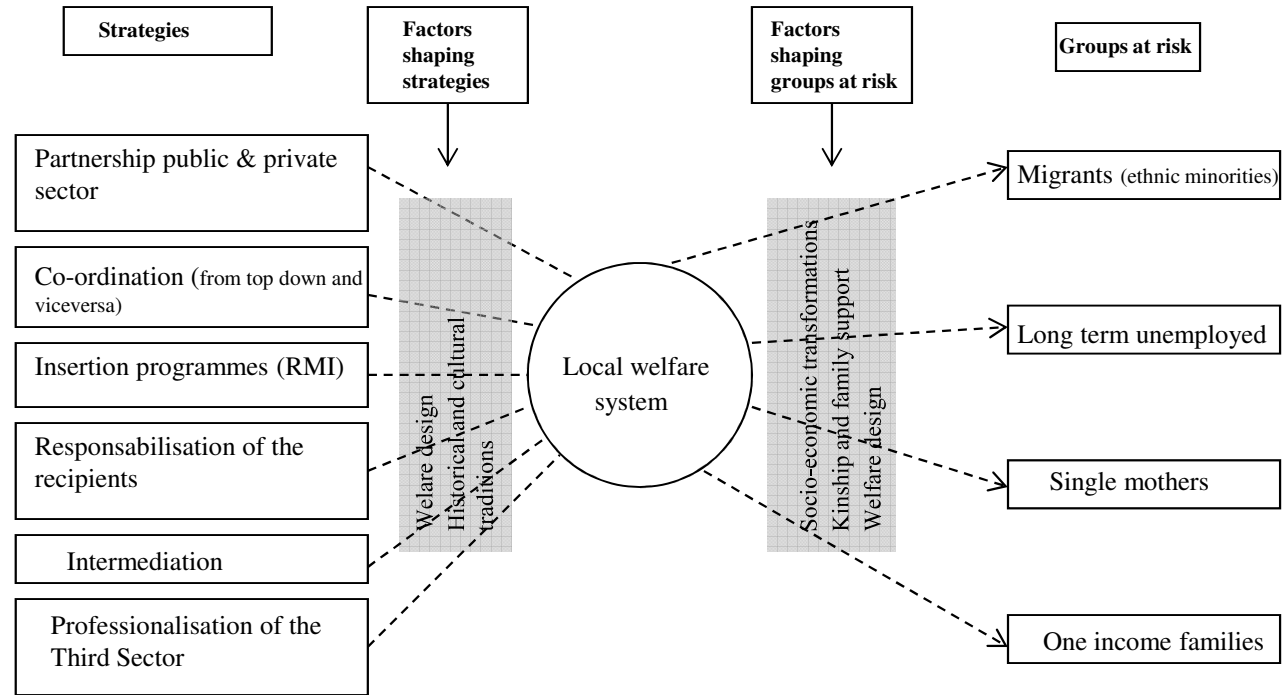 Strategies
Factors
shaping
strategies
Factors
shaping
groups at risk
Groups at risk
Partnership public & private
sector
Co-ordination (from top down and
viceversa)
Insertion programmes (RMI)
Responsabilisation of the
recipients
Intermediation
Professionalisation of the
Third Sector
Welare design
Historical and cultural
traditions
Local welfare
system
Socio-economic transformations
Kinship and family support
Welfare design
Migrants (ethnic minorities)
Long term unemployed
Single mothers
One income families